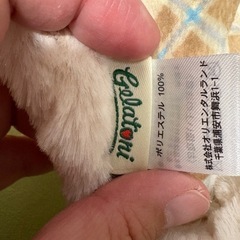 Gelatoni
ポリエステル 100%
株式会社オリエンタルランド
千葉県浦安市舞浜1-1